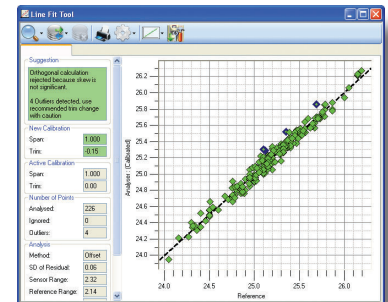 Line Fit Tool
Suggestion
Orthogonal calculation
rejected because skew is
not significant.
4 Outliers detected, use
recommended trim change
with caution
New Calibration
Span: 1.000
Trim: -0.15
Active Calibration
Span: 1.000
Trim: 0.00
Number of Points
Analysed: 226
Ignored: 0
Outliers: 4
Analysis
Method: Offset
SD of Residual: 0.06
Sensor Range: 2.32
Reference Range: 2.14
Analyser (Calibrated)
26.2
26.0
25.8
25.6
25.4
25.2
25.0
24.8
24.6
24.4
24.2
24.0
24.0 24.5 25.0 25.5 26.0
Reference